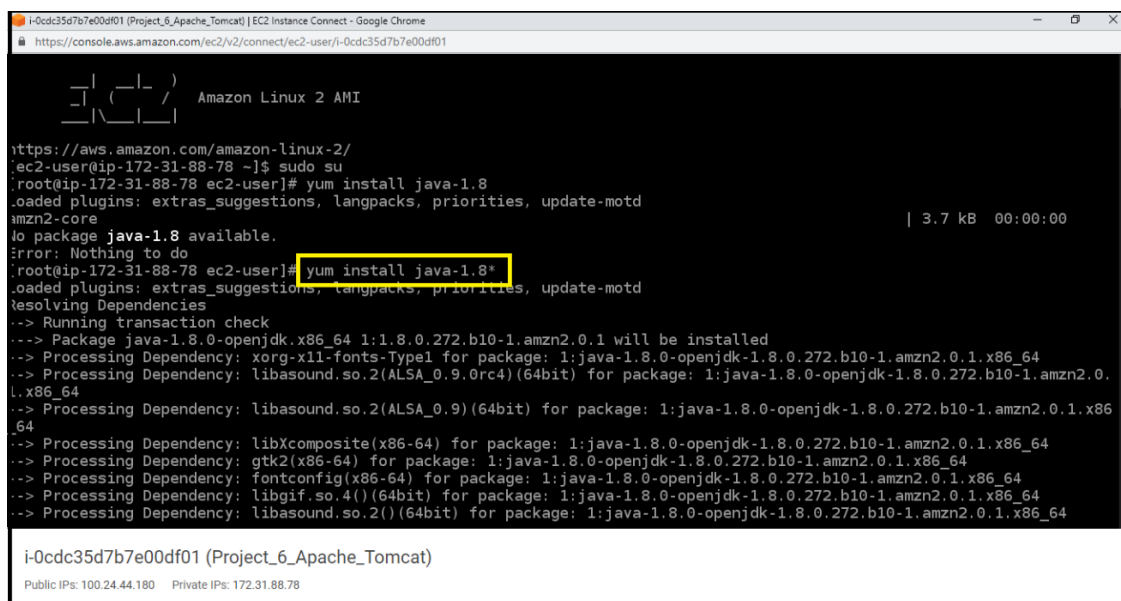 i-0cdc35d7b7e00df01 (Project_6_Apache_Tomcat) | EC2 Instance Connect - Google Chrome
https://console.aws.amazon.com/ec2/v2/connect/ec2-user/i-0cdc35d7b7e00df01
__|  __|_  )
_|  (     /   Amazon Linux 2 AMI
___|\___|___|
https://aws.amazon.com/amazon-linux-2/
[ec2-user@ip-172-31-88-78 ~]$ sudo su
[root@ip-172-31-88-78 ec2-user]# yum install java-1.8
Loaded plugins: extras_suggestions, langpacks, priorities, update-motd
amzn2-core | 3.7 kB 00:00:00
No package java-1.8 available.
Error: Nothing to do
[root@ip-172-31-88-78 ec2-user]# yum install java-1.8*
Loaded plugins: extras_suggestions, langpacks, priorities, update-motd
Resolving Dependencies
--> Running transaction check
---> Package java-1.8.0-openjdk.x86_64 1:1.8.0.272.b10-1.amzn2.0.1 will be installed
--> Processing Dependency: xorg-x11-fonts-Type1 for package: 1:java-1.8.0-openjdk-1.8.0.272.b10-1.amzn2.0.1.x86_64
--> Processing Dependency: libasound.so.2(ALSA_0.9.0rc4)(64bit) for package: 1:java-1.8.0-openjdk-1.8.0.272.b10-1.amzn2.0.
1.x86_64
--> Processing Dependency: libasound.so.2(ALSA_0.9)(64bit) for package: 1:java-1.8.0-openjdk-1.8.0.272.b10-1.amzn2.0.1.x86
_64
--> Processing Dependency: libXcomposite(x86-64) for package: 1:java-1.8.0-openjdk-1.8.0.272.b10-1.amzn2.0.1.x86_64
--> Processing Dependency: gtk2(x86-64) for package: 1:java-1.8.0-openjdk-1.8.0.272.b10-1.amzn2.0.1.x86_64
--> Processing Dependency: fontconfig(x86-64) for package: 1:java-1.8.0-openjdk-1.8.0.272.b10-1.amzn2.0.1.x86_64
--> Processing Dependency: libgif.so.4()(64bit) for package: 1:java-1.8.0-openjdk-1.8.0.272.b10-1.amzn2.0.1.x86_64
--> Processing Dependency: libasound.so.2()(64bit) for package: 1:java-1.8.0-openjdk-1.8.0.272.b10-1.amzn2.0.1.x86_64
i-0cdc35d7b7e00df01 (Project_6_Apache_Tomcat)
Public IPs: 100.24.44.180 Private IPs: 172.31.88.78